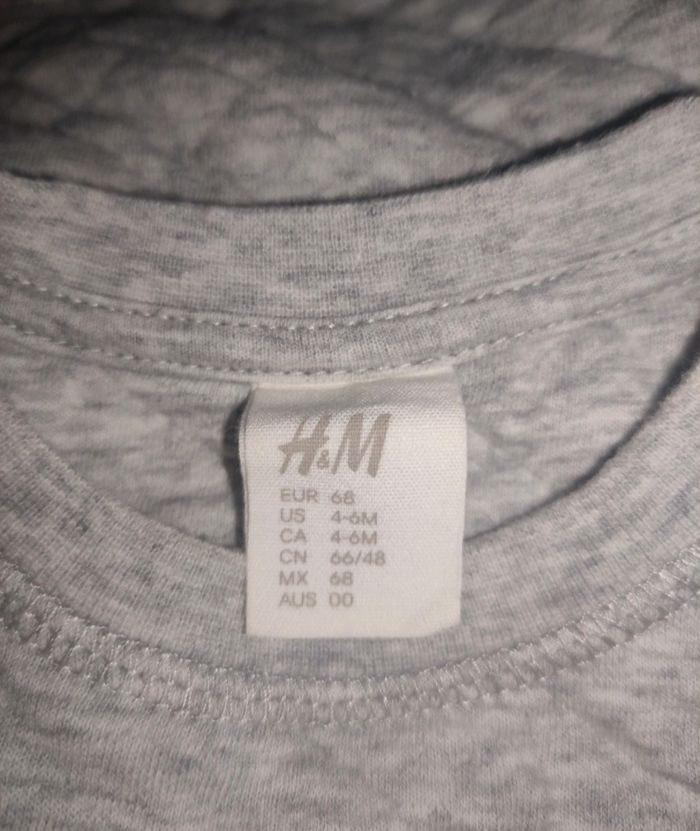 H&M
EUR 68
US 4-6M
CA 4-6M
CN 66/48
MX 68
AUS 00